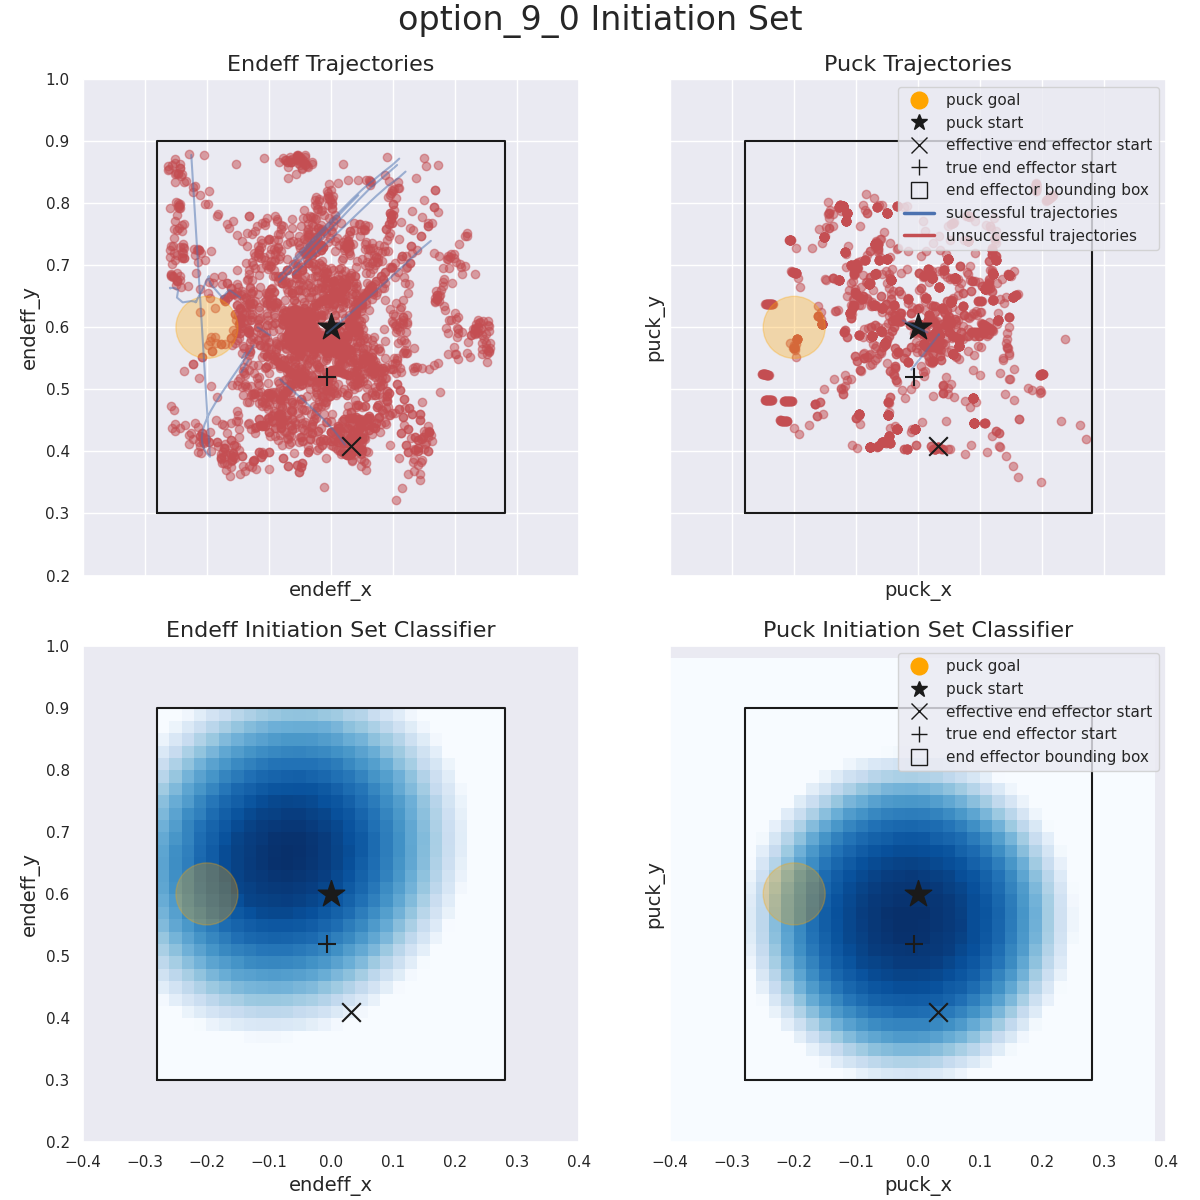 option_9_0 Initiation Set
Endeff Trajectories
1.0
0.9
0.8
0.7
0.6
0.5
0.4
0.3
0.2
endeff_y
endeff_x
Puck Trajectories
puck goal
puck start
effective end effector start
true end effector start
end effector bounding box
successful trajectories
unsuccessful trajectories
puck_y
puck_x
Endeff Initiation Set Classifier
1.0
0.9
0.8
0.7
0.6
0.5
0.4
0.3
0.2
endeff_y
−0.4 −0.3 −0.2 −0.1 0.0 0.1 0.2 0.3 0.4
endeff_x
Puck Initiation Set Classifier
puck goal
puck start
effective end effector start
true end effector start
end effector bounding box
puck_y
−0.4 −0.3 −0.2 −0.1 0.0 0.1 0.2 0.3 0.4
puck_x